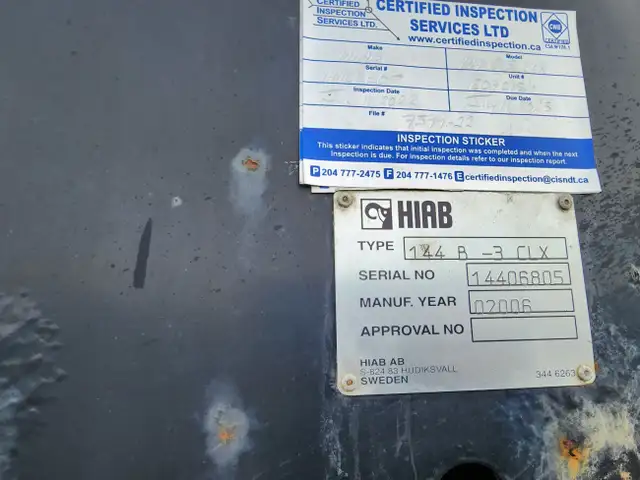 CERTIFIED
INSPECTION
SERVICES LTD.
CERTIFIED INSPECTION
SERVICES LTD
www.certifiedinspection.ca
Make
Model
Serial #
Unit #
Inspection Date
Due Date
File #
7577-22
INSPECTION STICKER
This sticker indicates that initial inspection was completed and when the next
inspection is due. For inspection details refer to our inspection report.
P 204 777-2475 F 204 777-1476 E certifiedinspection@cisndt.ca
HIAB
TYPE 144 B -3 CLX
SERIAL NO 14406805
MANUF. YEAR 02006
APPROVAL NO
HIAB AB
S-824 83 HUDIKSVALL
SWEDEN
344 6263